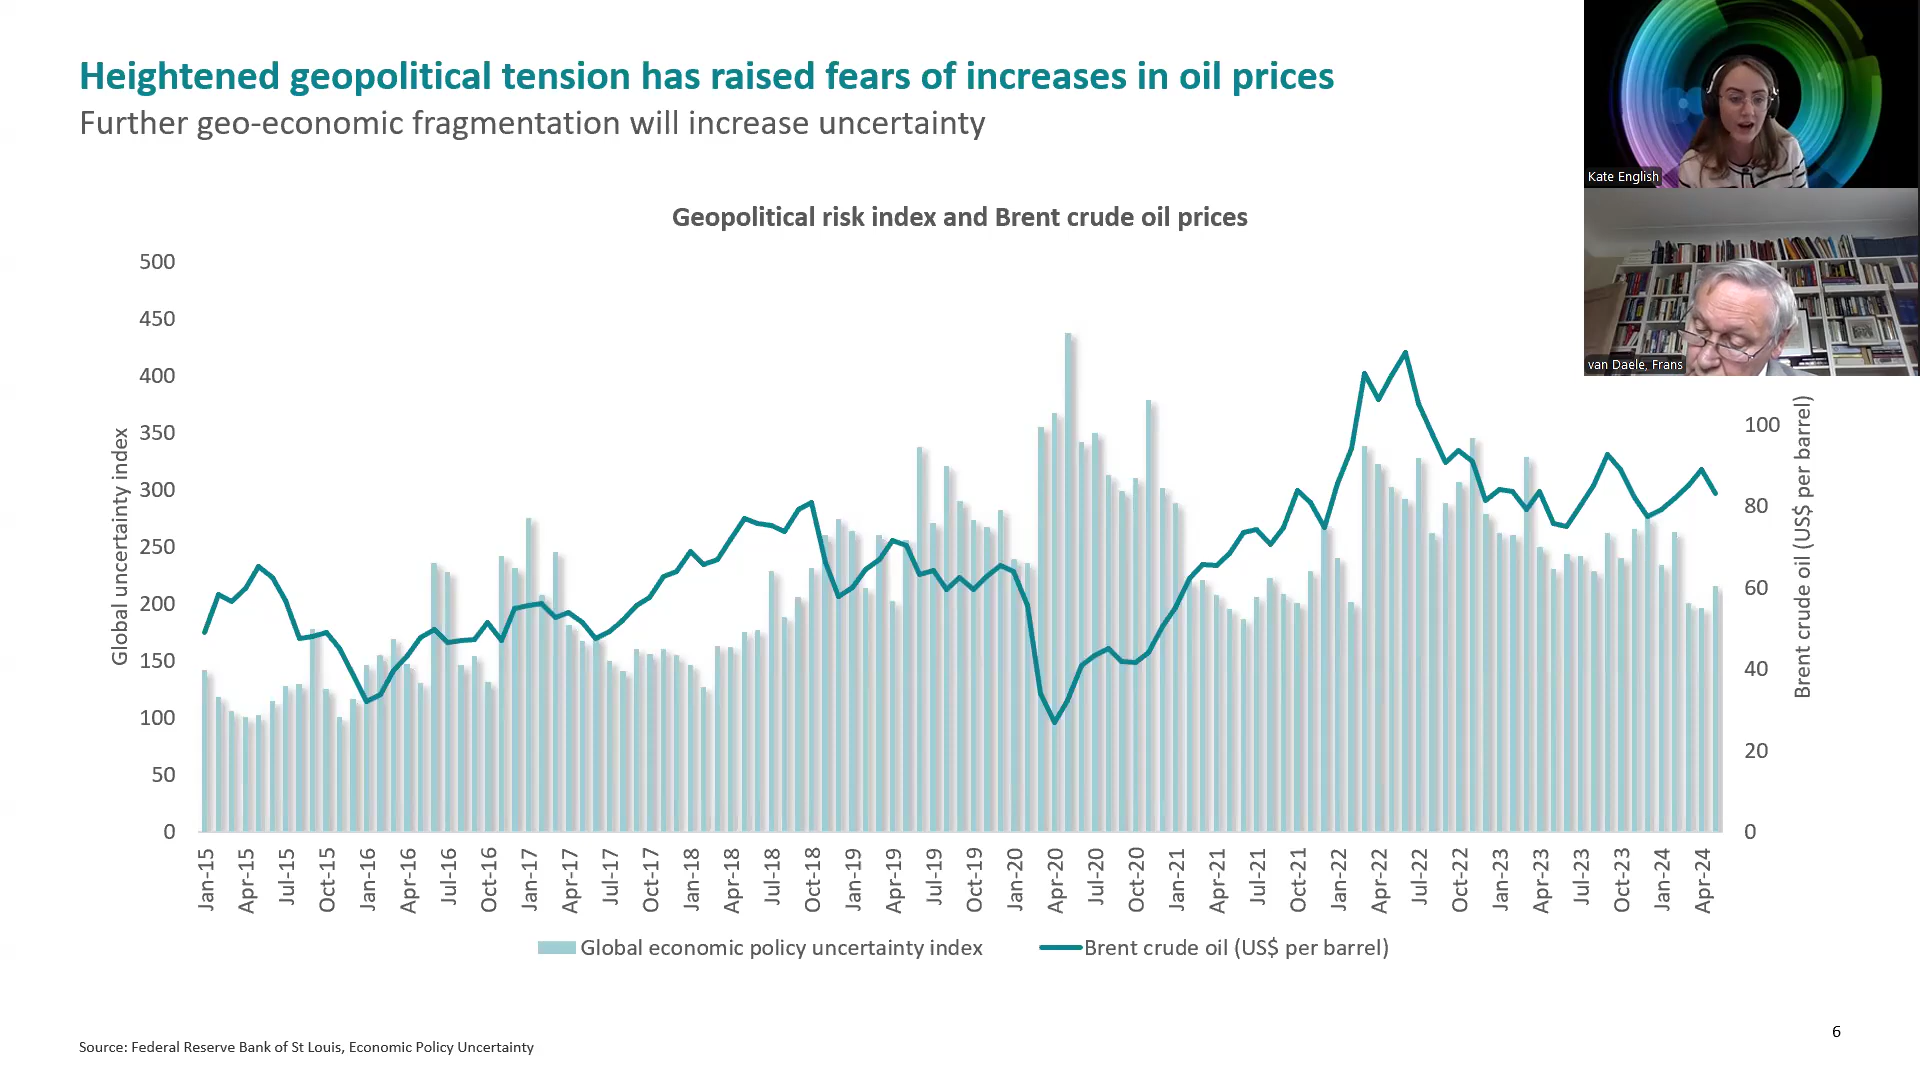 Heightened geopolitical tension has raised fears of increases in oil prices
Further geo-economic fragmentation will increase uncertainty
Kate English
van Daele, Frans
Geopolitical risk index and Brent crude oil prices
Global uncertainty index
500
450
400
350
300
250
200
150
100
50
0
100
80
60
40
20
0
Brent crude oil (US$ per barrel)
Jan-15
Apr-15
Jul-15
Oct-15
Jan-16
Apr-16
Jul-16
Oct-16
Jan-17
Apr-17
Jul-17
Oct-17
Jan-18
Apr-18
Jul-18
Oct-18
Jan-19
Apr-19
Jul-19
Oct-19
Jan-20
Apr-20
Jul-20
Oct-20
Jan-21
Apr-21
Jul-21
Oct-21
Jan-22
Apr-22
Jul-22
Oct-22
Jan-23
Apr-23
Jul-23
Oct-23
Jan-24
Apr-24
Global economic policy uncertainty index
Brent crude oil (US$ per barrel)
6
Source: Federal Reserve Bank of St Louis, Economic Policy Uncertainty